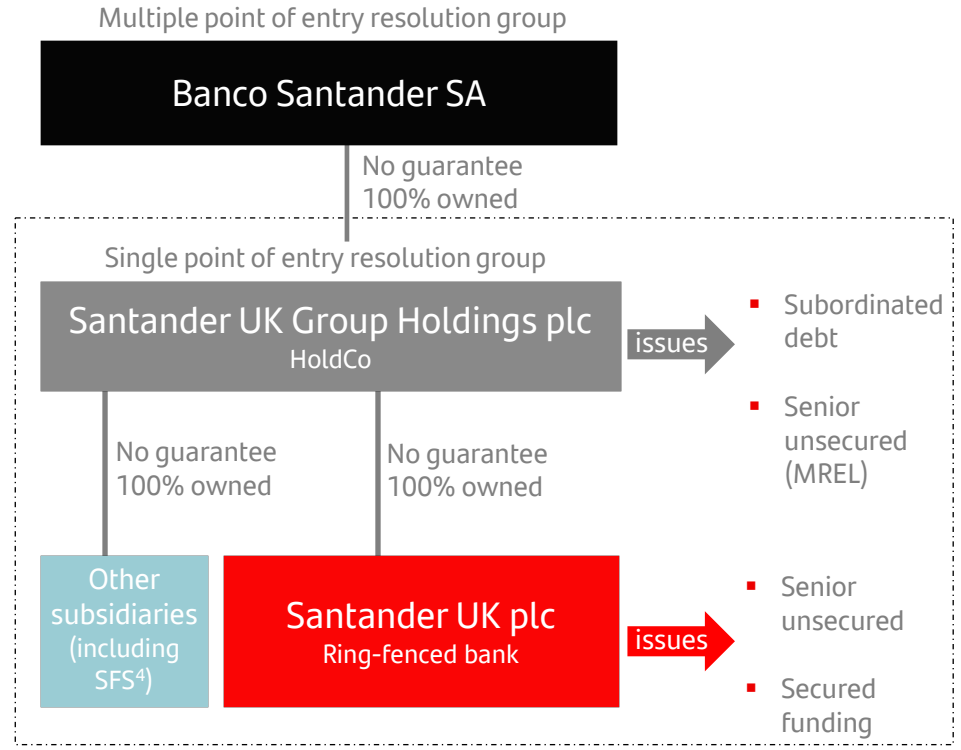 Multiple point of entry resolution group
Banco Santander SA
No guarantee
100% owned
Single point of entry resolution group
Santander UK Group Holdings plc
HoldCo
issues
▪ Subordinated
debt
▪ Senior
unsecured
(MREL)
No guarantee
100% owned
No guarantee
100% owned
Other
subsidiaries
(including
SFS⁴)
Santander UK plc
Ring-fenced bank
issues
▪ Senior
unsecured
▪ Secured
funding